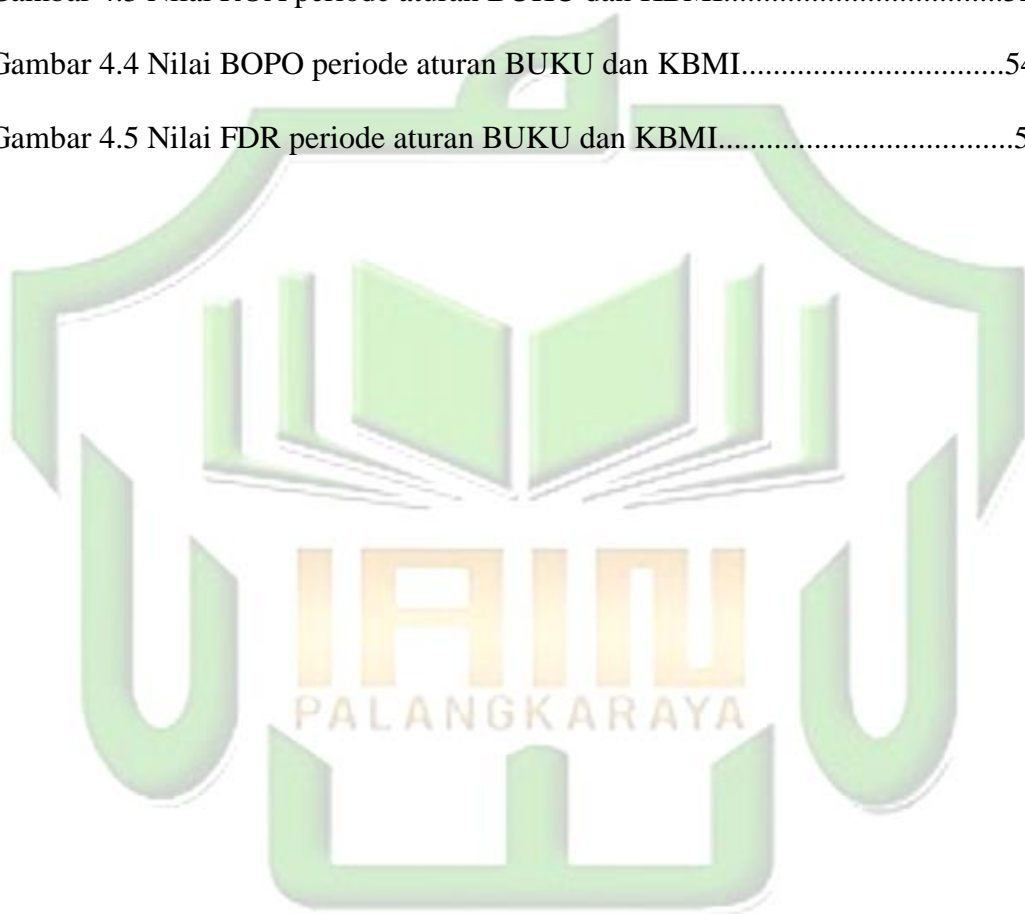 Gambar 4.4 Nilai BOPO periode aturan BUKU dan KBMI...............................54
Gambar 4.5 Nilai FDR periode aturan BUKU dan KBMI...................................5
IAIN
PALANGKARAYA